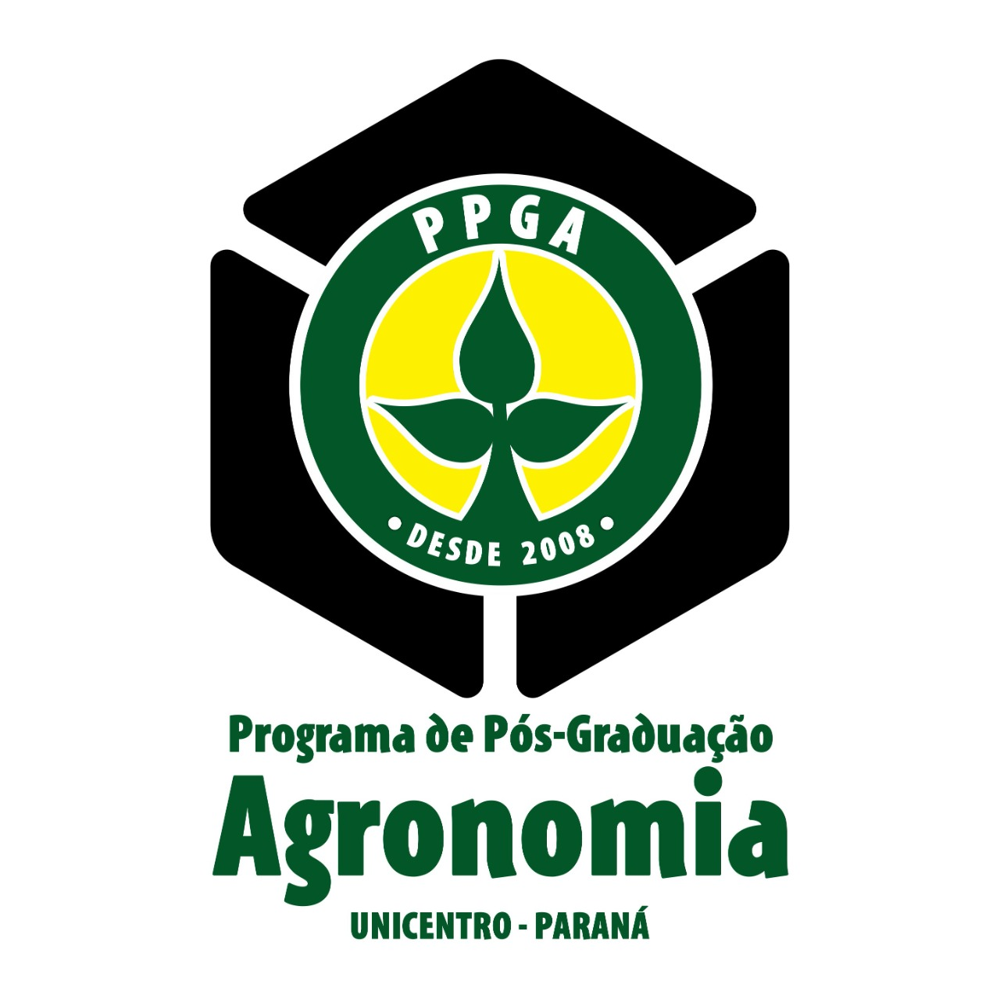 PPGA
• DESDE 2008 •
Programa de Pós-Graduação
Agronomia
UNICENTRO - PARANÁ